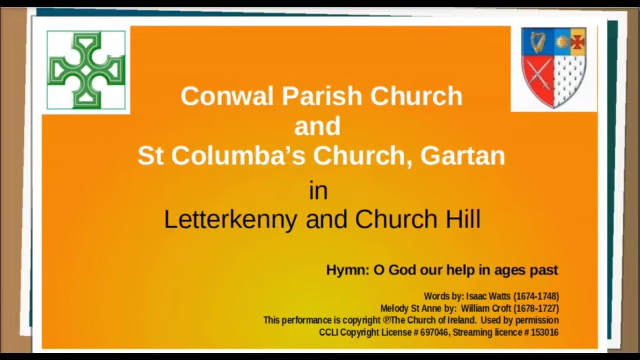 Conwal Parish Church
and
St Columba’s Church, Gartan
in
Letterkenny and Church Hill
Hymn: O God our help in ages past
Words by: Isaac Watts (1674-1748)
Melody St Anne by:  William Croft (1678-1727)
This performance is copyright ℗The Church of Ireland.  Used by permission
CCLI Copyright License # 697046, Streaming licence # 153016